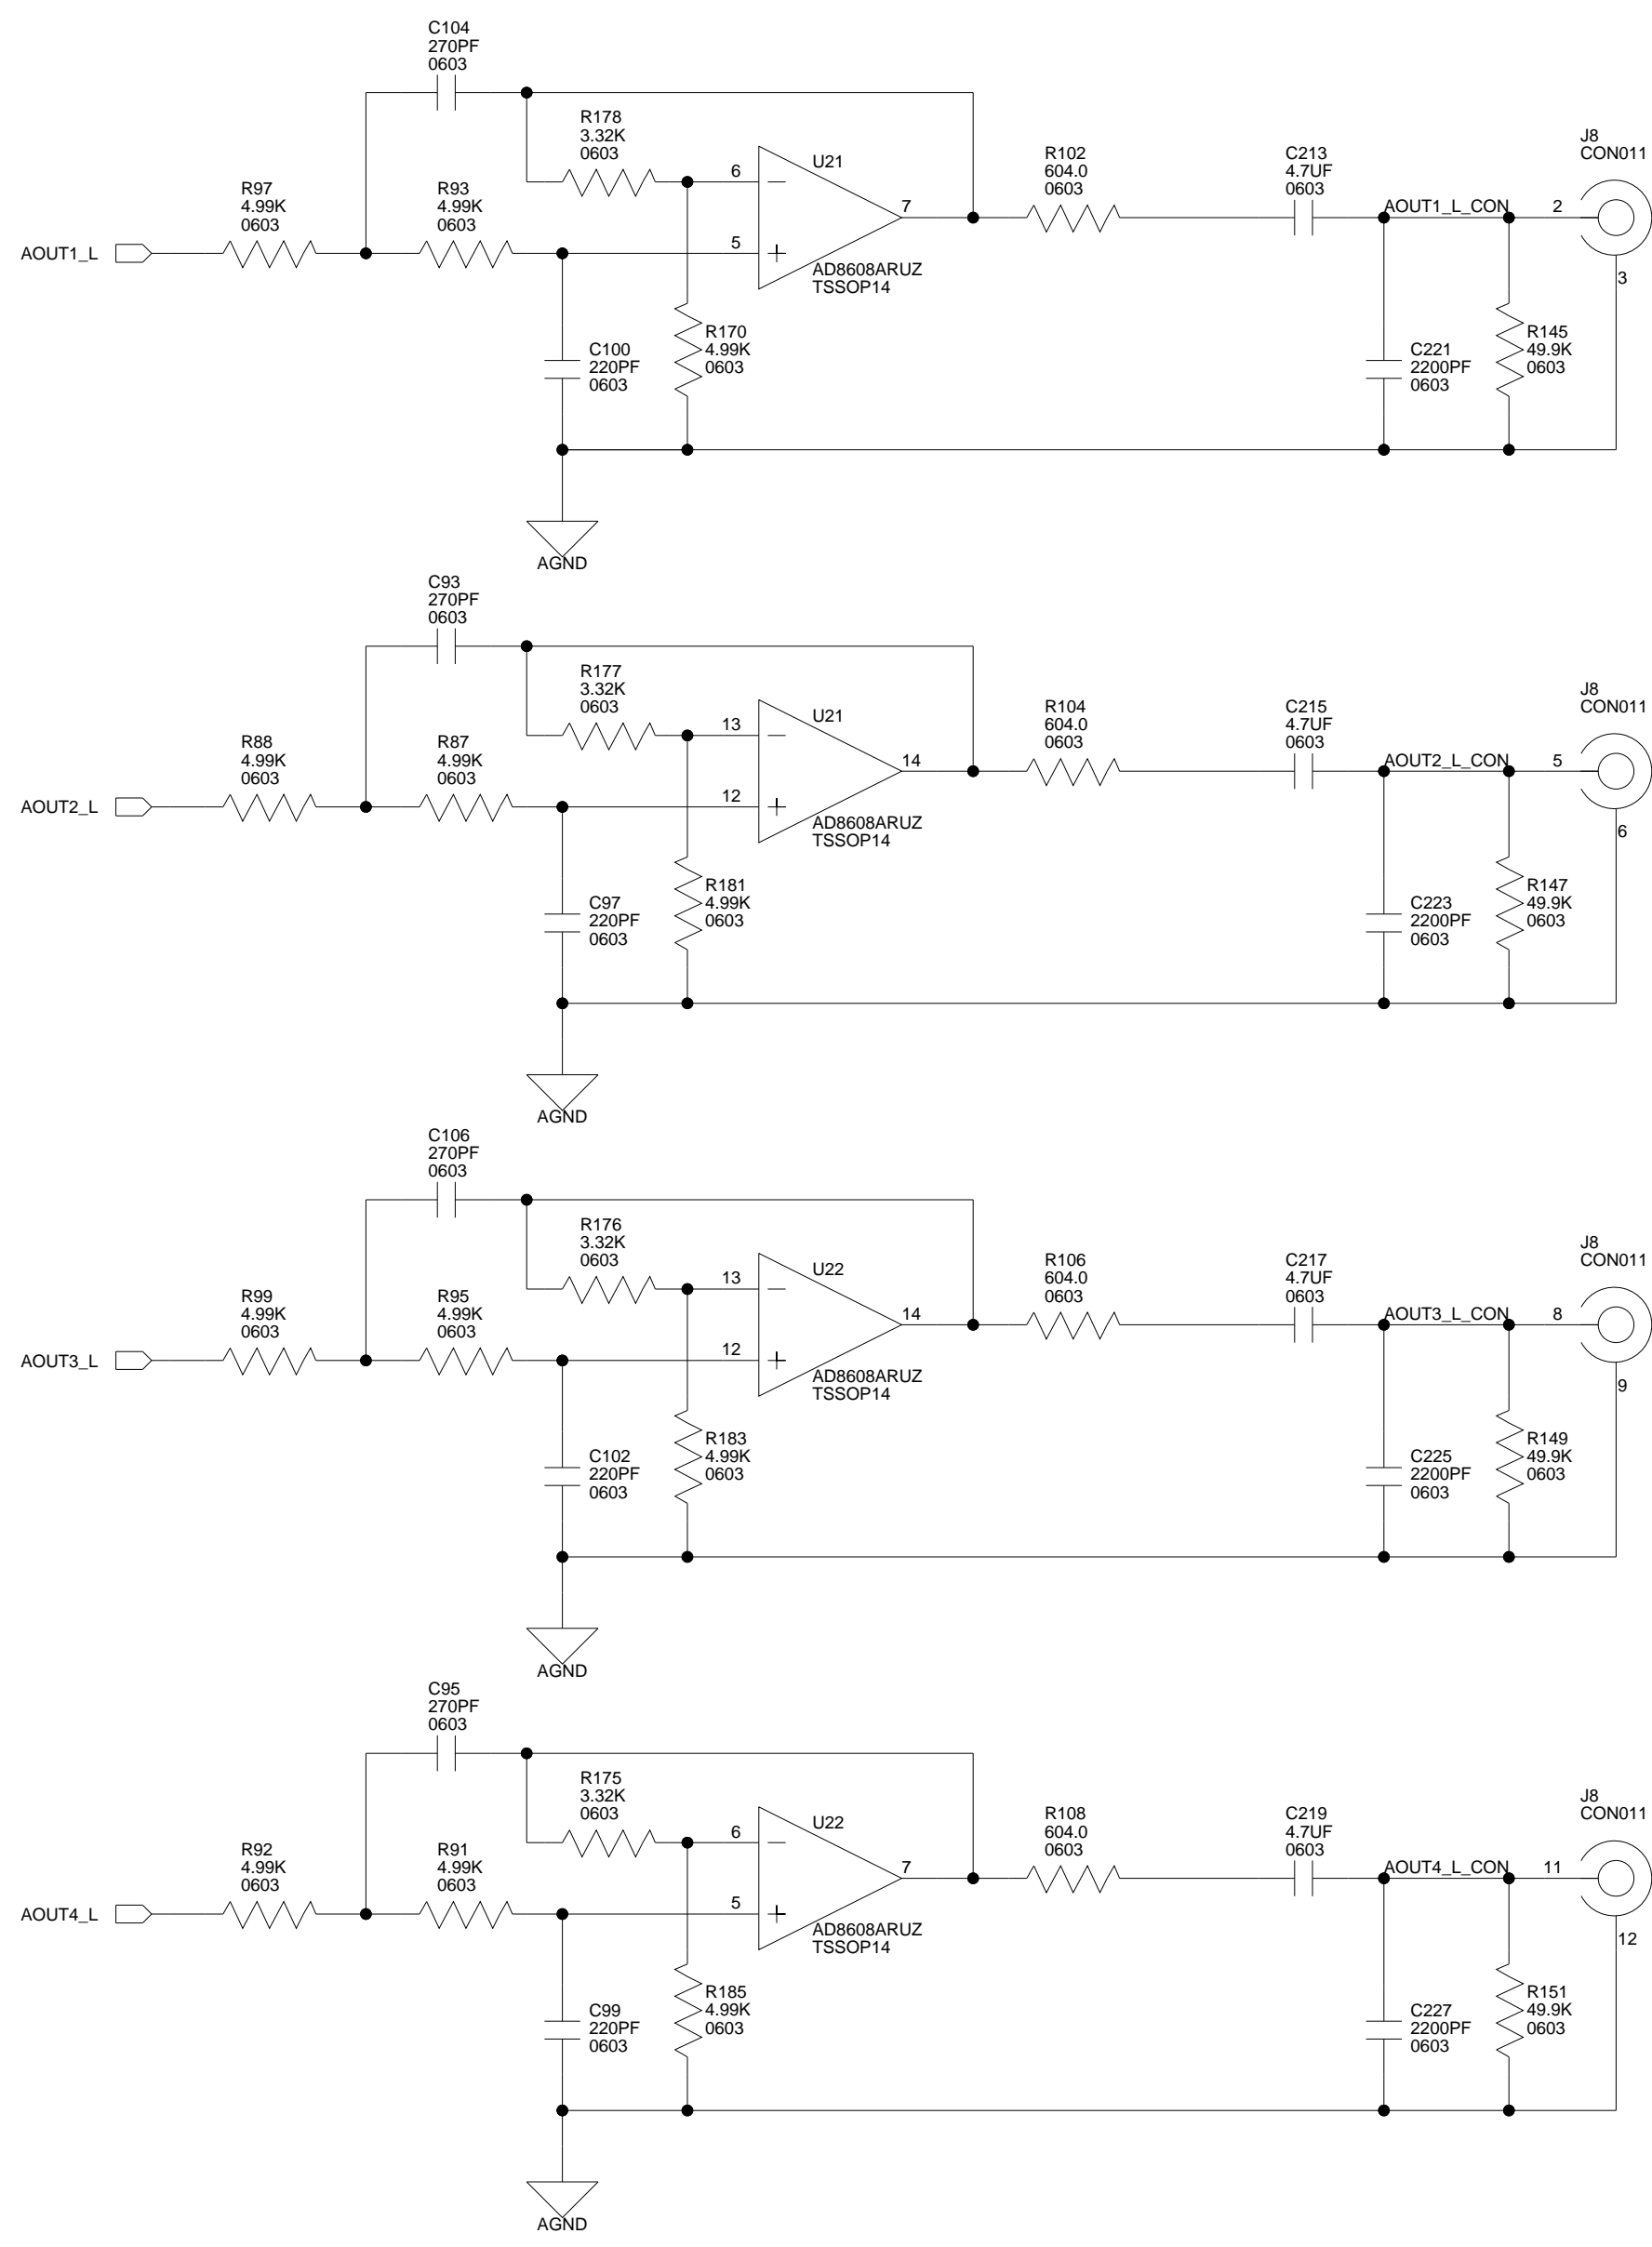 C104
270PF
0603
R178
3.32K
0603
R97
4.99K
0603
R93
4.99K
0603
AOUT1_L
6
5
7
U21
AD8608ARUZ
TSSOP14
R102
604.0
0603
C213
4.7UF
0603
J8
CON011
AOUT1_L_CON
2
3
C100
220PF
0603
R170
4.99K
0603
C221
2200PF
0603
R145
49.9K
0603
AGND
C93
270PF
0603
R177
3.32K
0603
R88
4.99K
0603
R87
4.99K
0603
AOUT2_L
13
12
14
U21
AD8608ARUZ
TSSOP14
R104
604.0
0603
C215
4.7UF
0603
J8
CON011
AOUT2_L_CON
5
6
C97
220PF
0603
R181
4.99K
0603
C223
2200PF
0603
R147
49.9K
0603
AGND
C106
270PF
0603
R176
3.32K
0603
R99
4.99K
0603
R95
4.99K
0603
AOUT3_L
13
12
14
U22
AD8608ARUZ
TSSOP14
R106
604.0
0603
C217
4.7UF
0603
J8
CON011
AOUT3_L_CON
8
9
C102
220PF
0603
R183
4.99K
0603
C225
2200PF
0603
R149
49.9K
0603
AGND
C95
270PF
0603
R175
3.32K
0603
R92
4.99K
0603
R91
4.99K
0603
AOUT4_L
6
5
7
U22
AD8608ARUZ
TSSOP14
R108
604.0
0603
C219
4.7UF
0603
J8
CON011
AOUT4_L_CON
11
12
C99
220PF
0603
R185
4.99K
0603
C227
2200PF
0603
R151
49.9K
0603
AGND